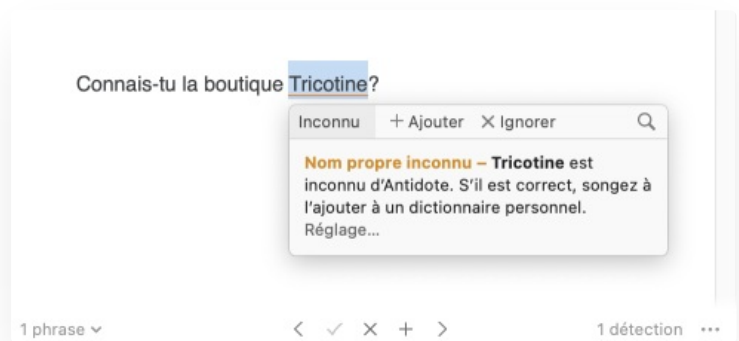 Connais-tu la boutique Tricotine?
Inconnu + Ajouter × Ignorer
Nom propre inconnu – Tricotine est
inconnu d’Antidote. S’il est correct, songez à
l’ajouter à un dictionnaire personnel.
Réglage...
1 phrase
1 détection ...